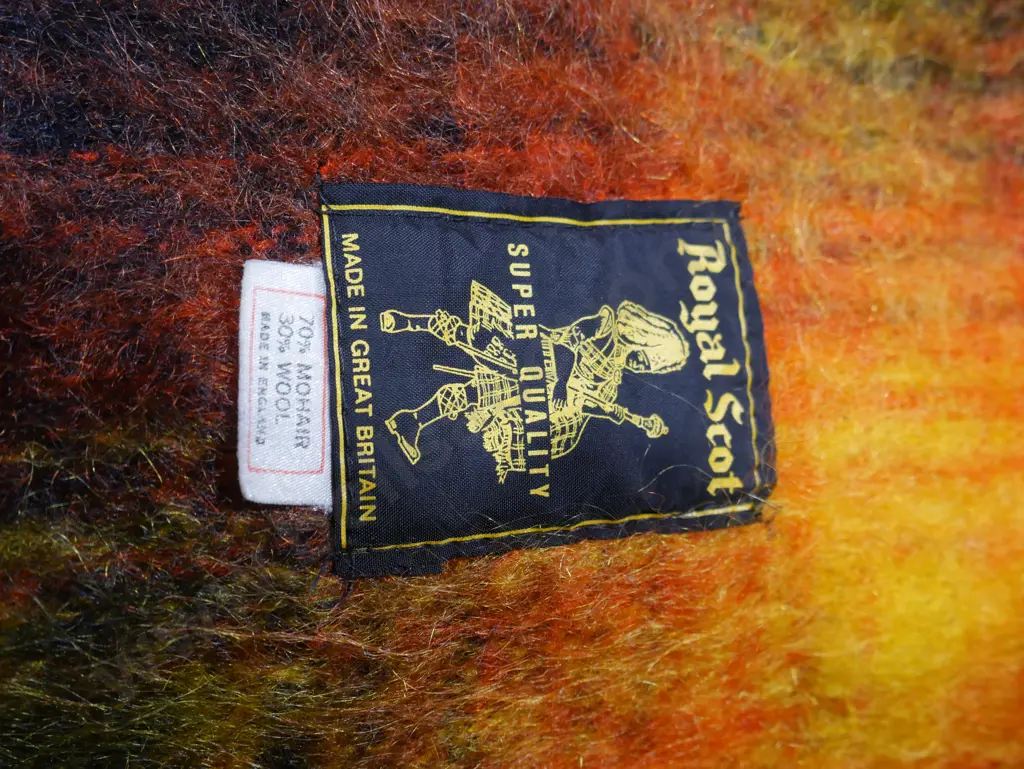 Royal Scot
SUPER QUALITY
MADE IN GREAT BRITAIN
70% MOHAIR
30% WOOL
MADE IN ENGLAND